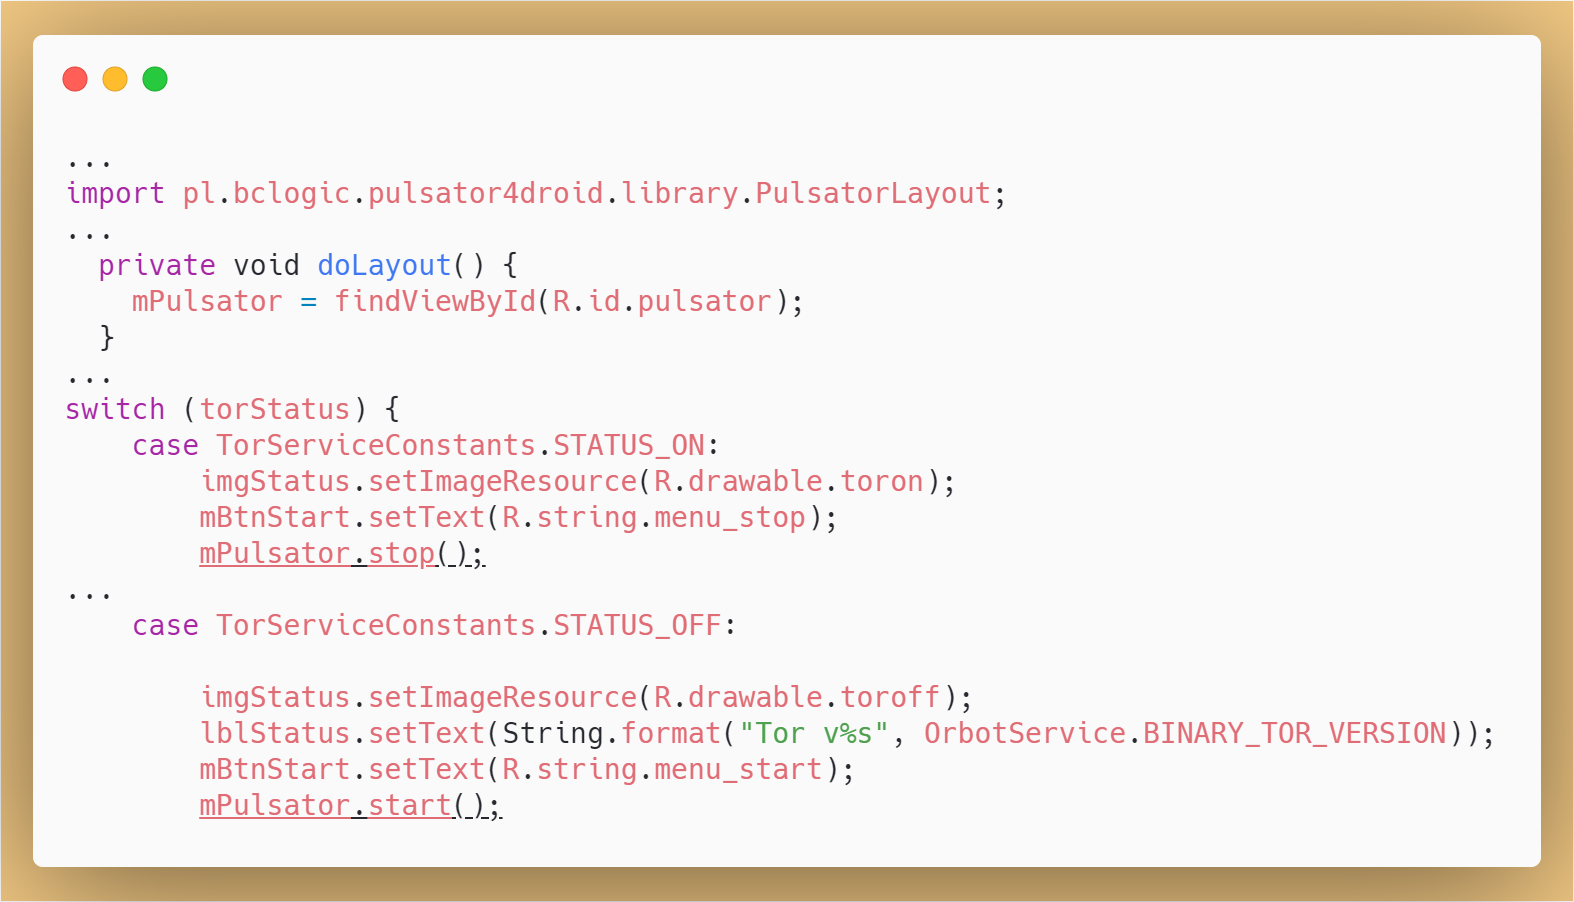 ...
import pl.bclogic.pulsator4droid.library.PulsatorLayout;
...
  private void doLayout() {
    mPulsator = findViewById(R.id.pulsator);
  }
...
switch (torStatus) {
    case TorServiceConstants.STATUS_ON:
        imgStatus.setImageResource(R.drawable.toron);
        mBtnStart.setText(R.string.menu_stop);
        mPulsator.stop();
...
    case TorServiceConstants.STATUS_OFF:

        imgStatus.setImageResource(R.drawable.toroff);
        lblStatus.setText(String.format("Tor v%s", OrbotService.BINARY_TOR_VERSION));
        mBtnStart.setText(R.string.menu_start);
        mPulsator.start();